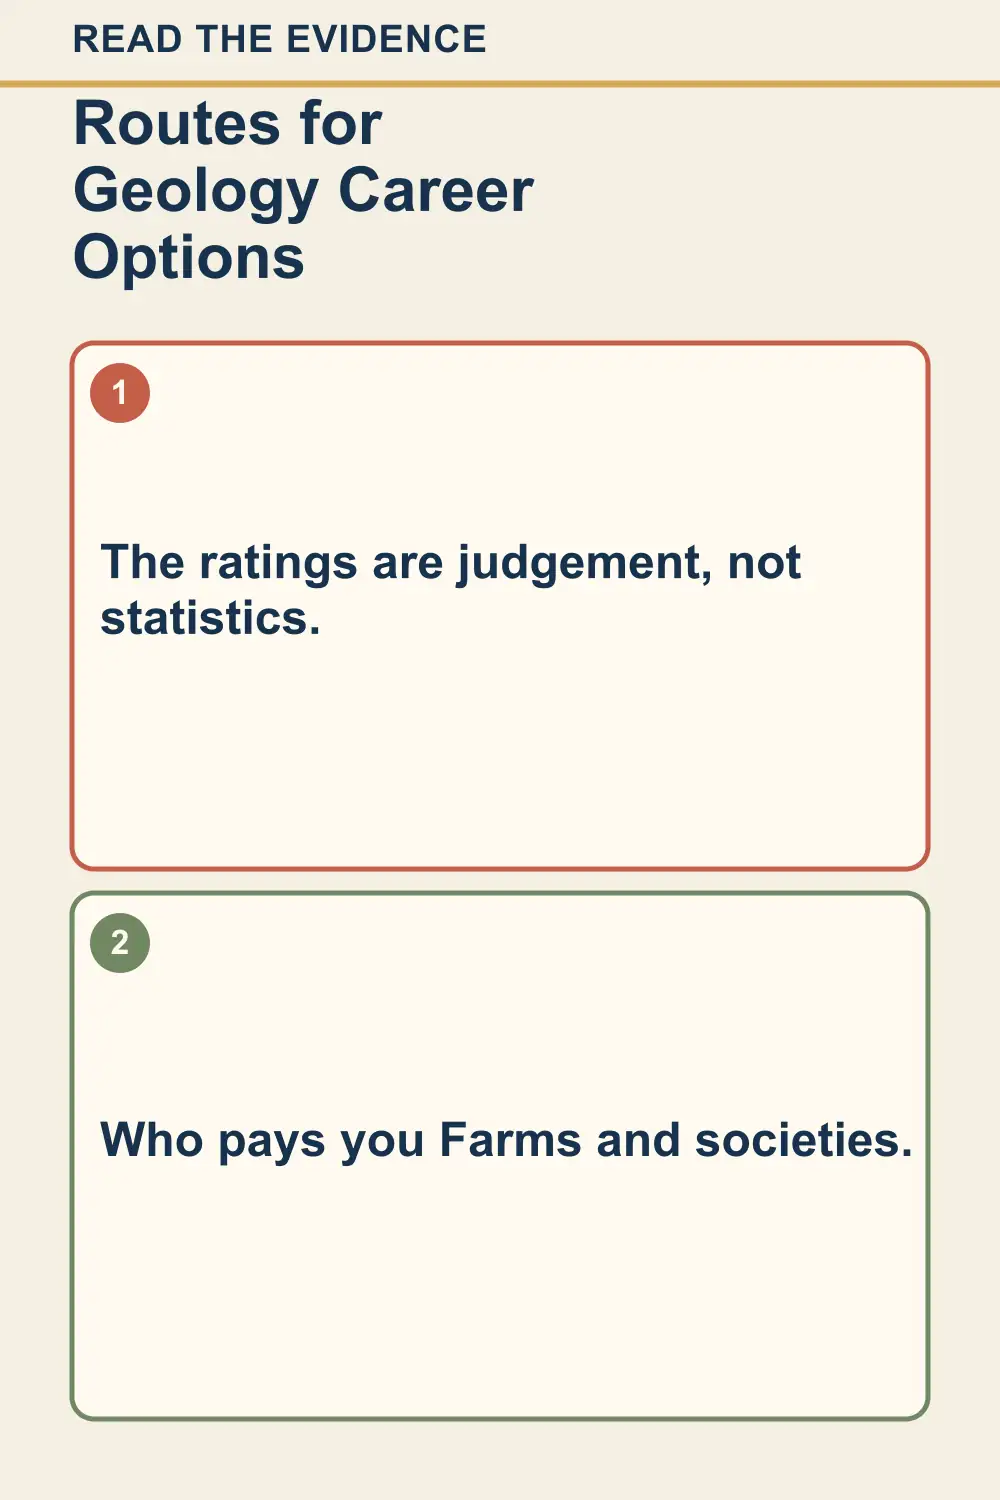 READ THE EVIDENCE
Routes for
Geology Career
Options
1
The ratings are judgement, not
statistics.
2
Who pays you Farms and societies.